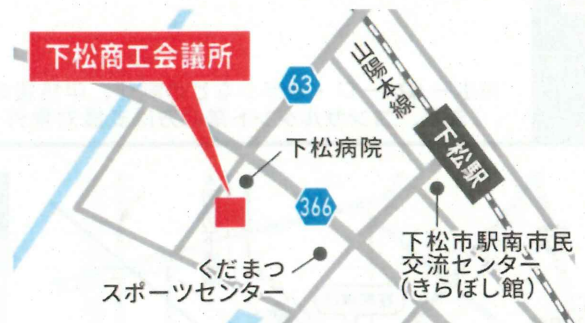 下松商工会議所
63
山陽本線
下松駅
下松病院
366
下松市駅南市民
交流センター
（きらぼし館）
くだまつ
スポーツセンター